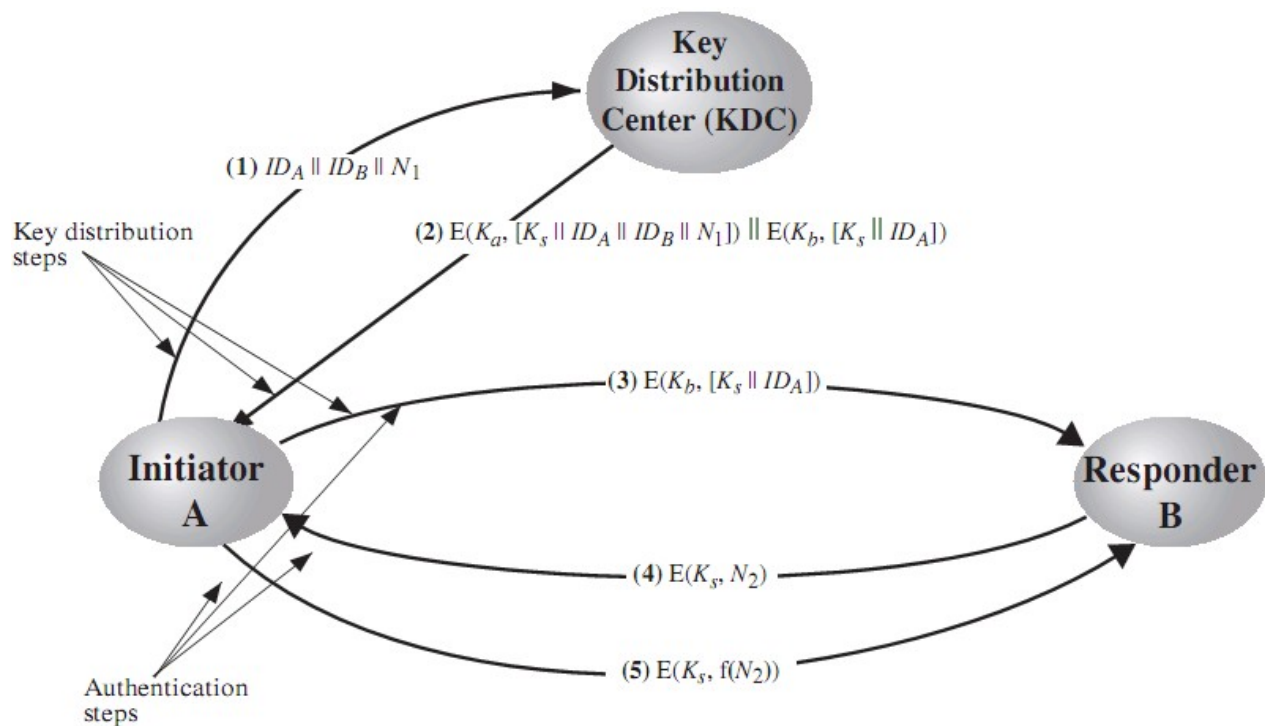 Key
Distribution
Center (KDC)
(1) ID_A || ID_B || N_1
Key distribution
steps
(2) E(K_a, [K_s || ID_A || ID_B || N_1]) || E(K_b, [K_s || ID_A])
(3) E(K_b, [K_s || ID_A])
Initiator
A
Responder
B
(4) E(K_s, N_2)
(5) E(K_s, f(N_2))
Authentication
steps